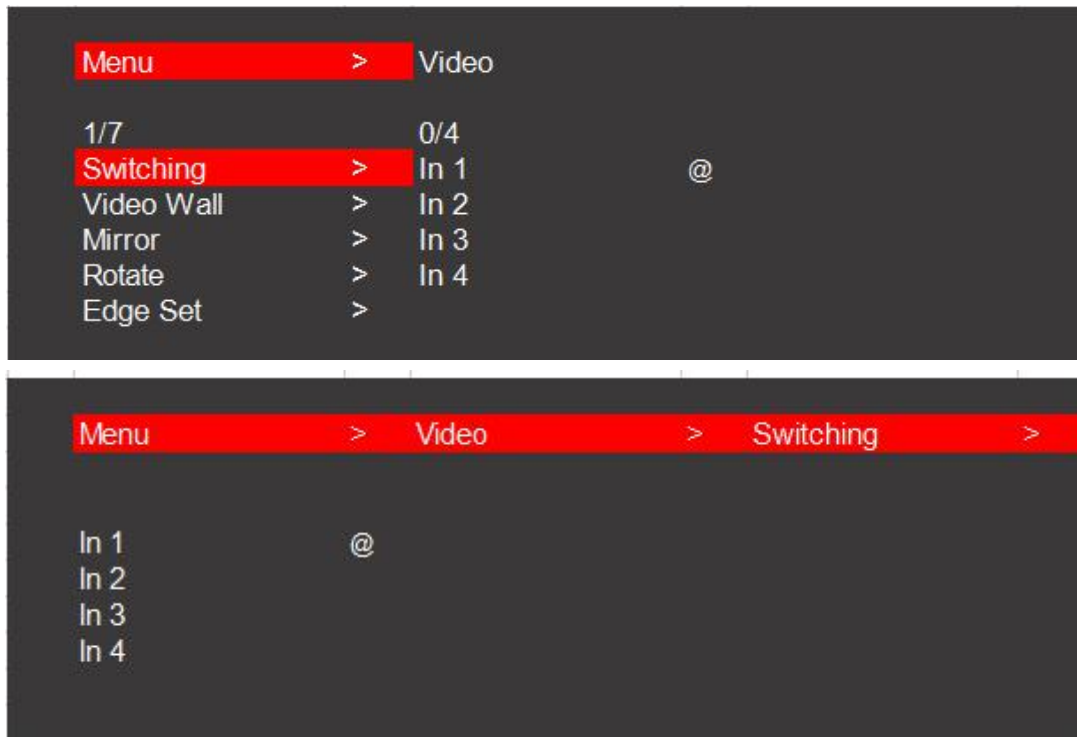 Menu > Video
1/7 0/4
Switching > In 1 @
Video Wall > In 2
Mirror > In 3
Rotate > In 4
Edge Set >
Menu > Video > Switching >
In 1 @
In 2
In 3
In 4